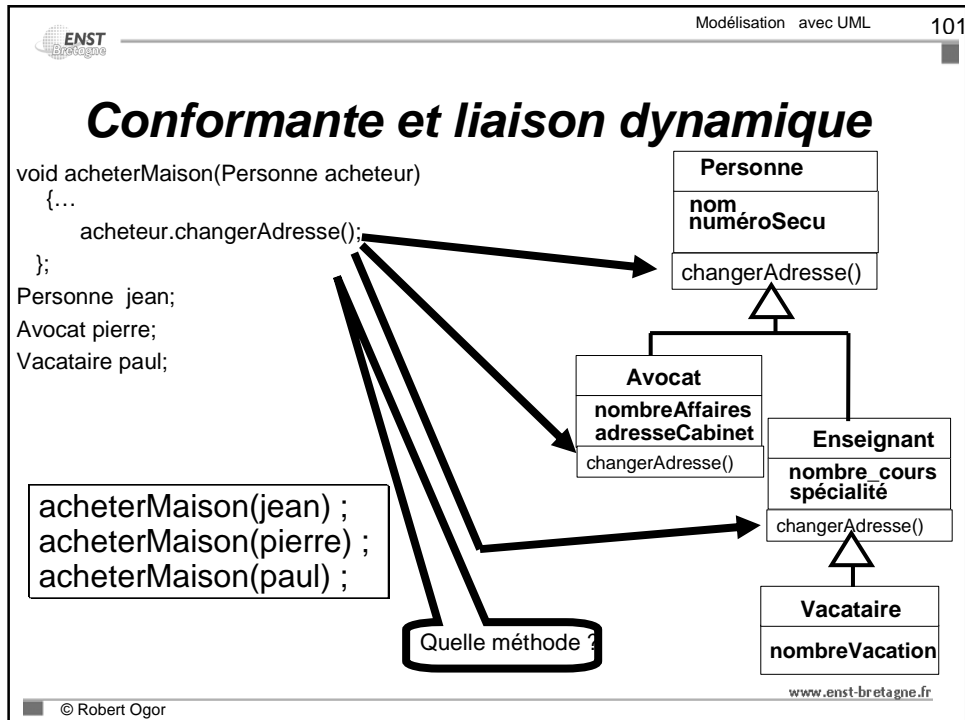 ENST
Bretagne
Modélisation avec UML
101
Conformante et liaison dynamique
void acheterMaison(Personne acheteur)
{…
acheteur.changerAdresse();
};
Personne jean;
Avocat pierre;
Vacataire paul;
acheterMaison(jean) ;
acheterMaison(pierre) ;
acheterMaison(paul) ;
Quelle méthode ?
Personne
nom
numéroSecu
changerAdresse()
Avocat
nombreAffaires
adresseCabinet
changerAdresse()
Enseignant
nombre_cours
spécialité
changerAdresse()
Vacataire
nombreVacation
www.enst-bretagne.fr
© Robert Ogor